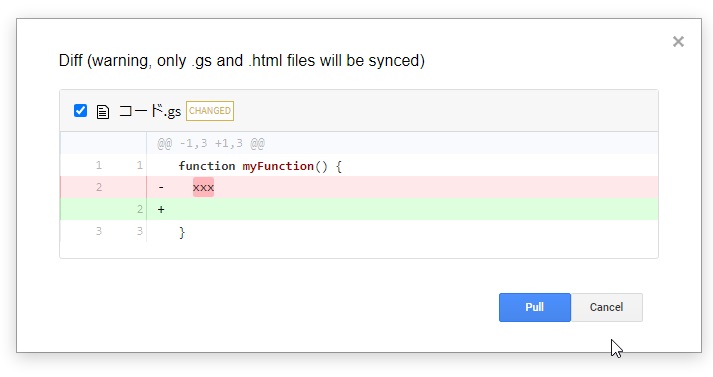 ×
Diff (warning, only .gs and .html files will be synced)
コード.gs CHANGED
@@ -1,3 +1,3 @@
1 1 function myFunction() {
2 - xxx
2 +
3 3 }
Pull Cancel